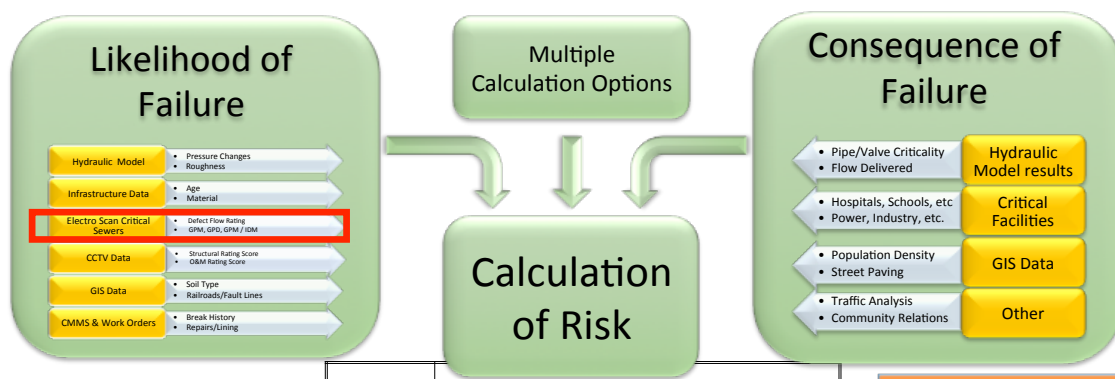 Likelihood of
Failure
Hydraulic Model
• Pressure Changes
• Roughness
Infrastructure Data
• Age
• Material
Electro Scan Critical
Sewers
• Defect Flow Rating
• GPM, GPD, GPM / IDM
CCTV Data
• Structural Rating Score
• O&M Rating Score
GIS Data
• Soil Type
• Railroads/Fault Lines
CMMS & Work Orders
• Break History
• Repairs/Lining
Multiple
Calculation Options
Calculation
of Risk
Consequence of
Failure
• Pipe/Valve Criticality
• Flow Delivered
Hydraulic
Model results
• Hospitals, Schools, etc
• Power, Industry, etc.
Critical
Facilities
• Population Density
• Street Paving
GIS Data
• Traffic Analysis
• Community Relations
Other